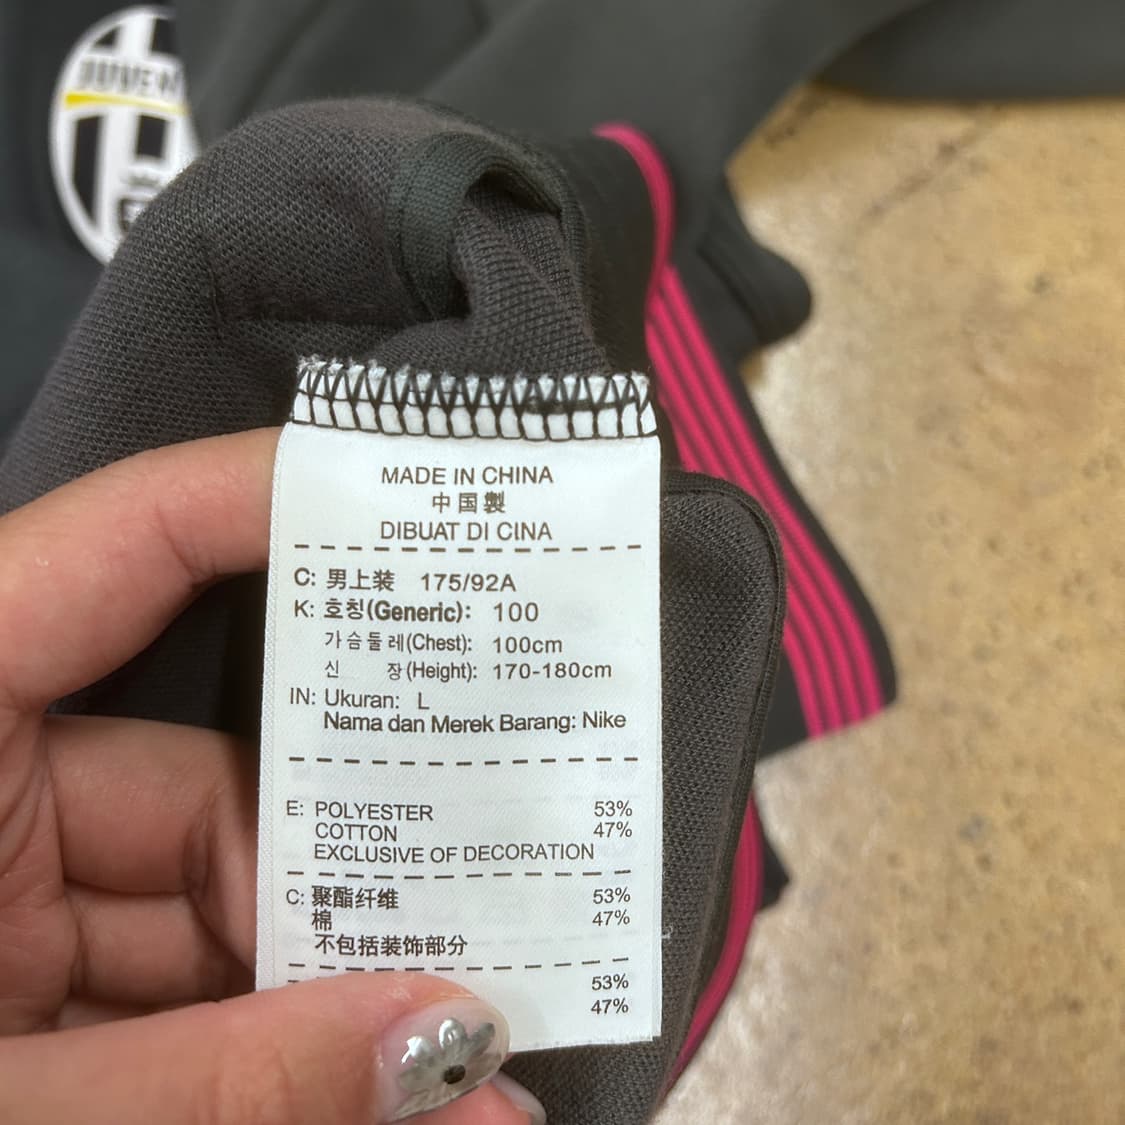 JUVEN
MADE IN CHINA
中国製
DIBUAT DI CINA
C: 男上装 175/92A
K: 호칭(Generic): 100
가슴둘레(Chest): 100cm
신 장(Height): 170-180cm
IN: Ukuran: L
Nama dan Merek Barang: Nike
E: POLYESTER 53%
COTTON 47%
EXCLUSIVE OF DECORATION
C: 聚酯纤维 53%
棉 47%
不包括装饰部分
53%
47%